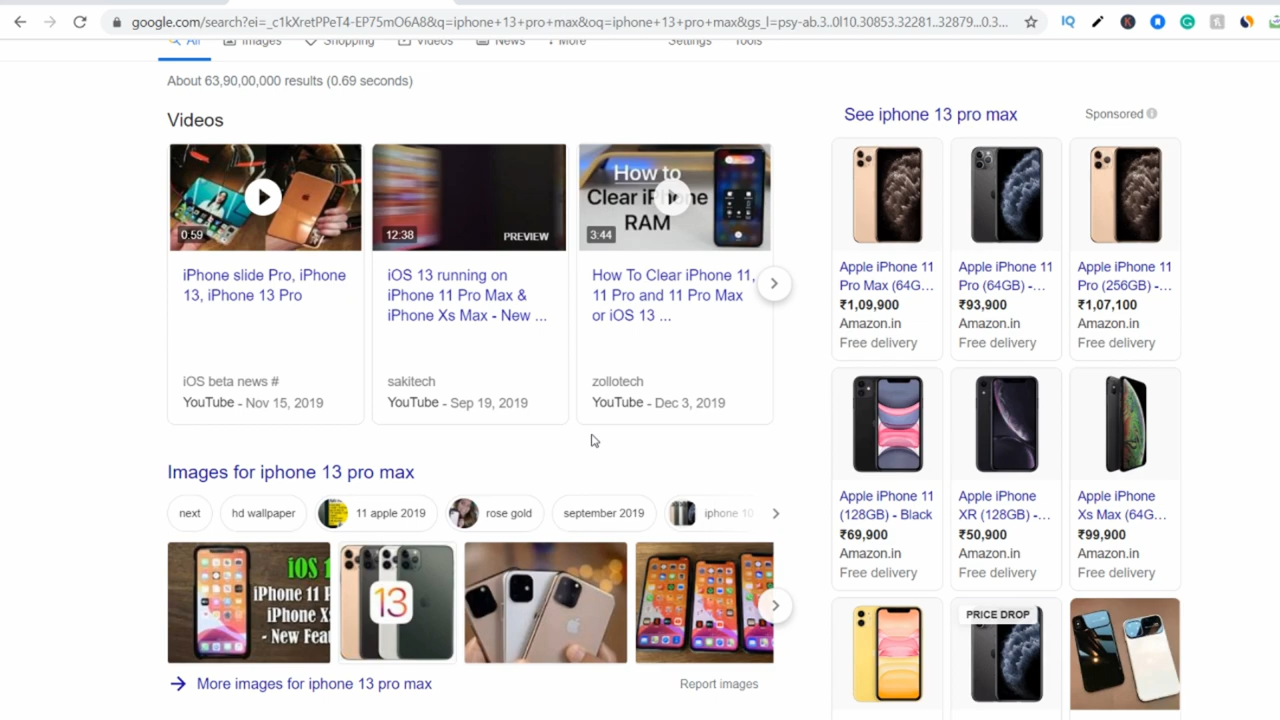 google.com/search?ei=_c1kXretPPeT4-EP75mO6A8&q=iphone+13+pro+max&oq=iphone+13+pro+max&gs_l=psy-ab.3..0l10.30853.32281..32879...0.3...
All Images Shopping Videos News More Settings Tools
About 63,90,00,000 results (0.69 seconds)
Videos
0:59
12:38
PREVIEW
How to
Clear iPhone
RAM
3:44
iPhone slide Pro, iPhone
13, iPhone 13 Pro
iOS beta news #
YouTube - Nov 15, 2019
iOS 13 running on
iPhone 11 Pro Max &
iPhone Xs Max - New ...
sakitech
YouTube - Sep 19, 2019
How To Clear iPhone 11,
11 Pro and 11 Pro Max
or iOS 13 ...
zollotech
YouTube - Dec 3, 2019
Images for iphone 13 pro max
next
hd wallpaper
11 apple 2019
rose gold
september 2019
iphone 10
iOS 1
iPhone 11 P
iPhone Xs
- New Feat
13
More images for iphone 13 pro max
Report images
See iphone 13 pro max
Sponsored
Apple iPhone 11
Pro Max (64G...
₹1,09,900
Amazon.in
Free delivery
Apple iPhone 11
Pro (64GB) -...
₹93,900
Amazon.in
Free delivery
Apple iPhone 11
Pro (256GB) -...
₹1,07,100
Amazon.in
Free delivery
Apple iPhone 11
(128GB) - Black
₹69,900
Amazon.in
Free delivery
Apple iPhone
XR (128GB) -...
₹50,900
Amazon.in
Free delivery
Apple iPhone
Xs Max (64G...
₹99,900
Amazon.in
Free delivery
PRICE DROP